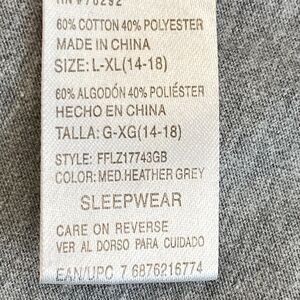 RN #70292
60% COTTON 40% POLYESTER
MADE IN CHINA
SIZE: L-XL(14-18)
60% ALGODÓN 40% POLIÉSTER
HECHO EN CHINA
TALLA: G-XG(14-18)
STYLE: FFLZ17743GB
COLOR: MED.HEATHER GREY
SLEEPWEAR
CARE ON REVERSE
VER AL DORSO PARA CUIDADO
EAN/UPC 7 6876216774